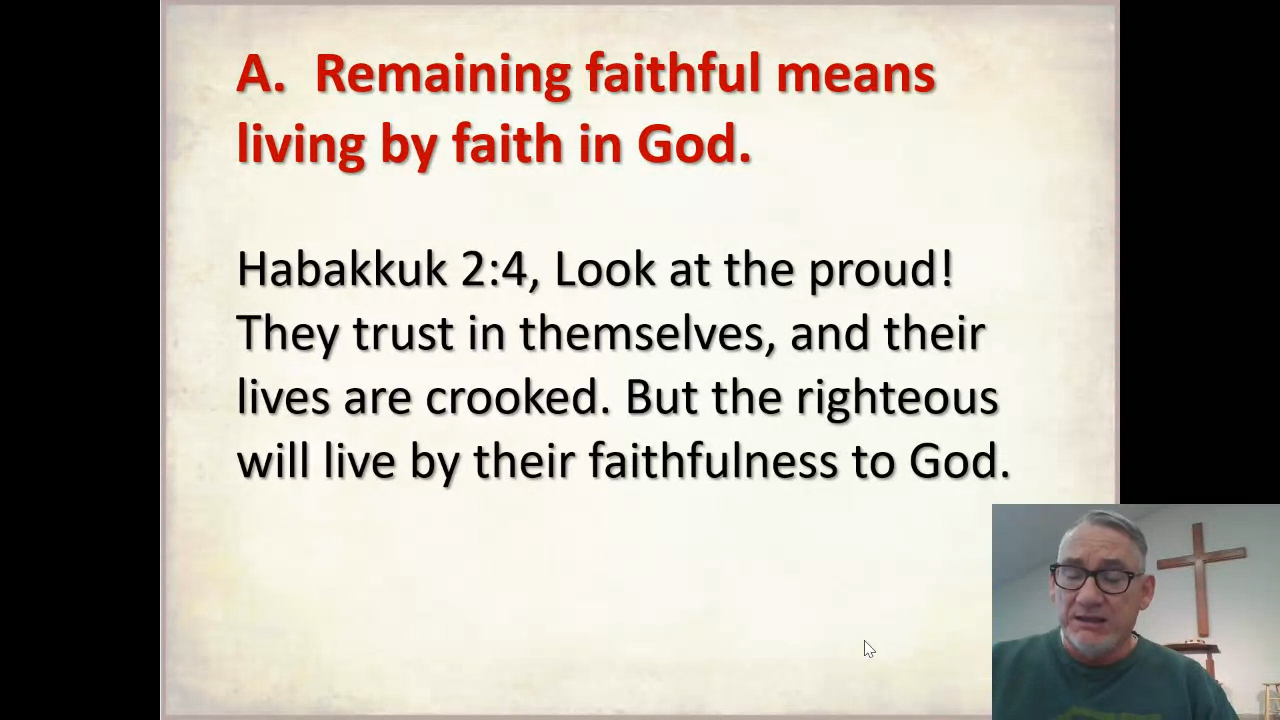 A.  Remaining faithful means
living by faith in God.
Habakkuk 2:4, Look at the proud!
They trust in themselves, and their
lives are crooked. But the righteous
will live by their faithfulness to God.